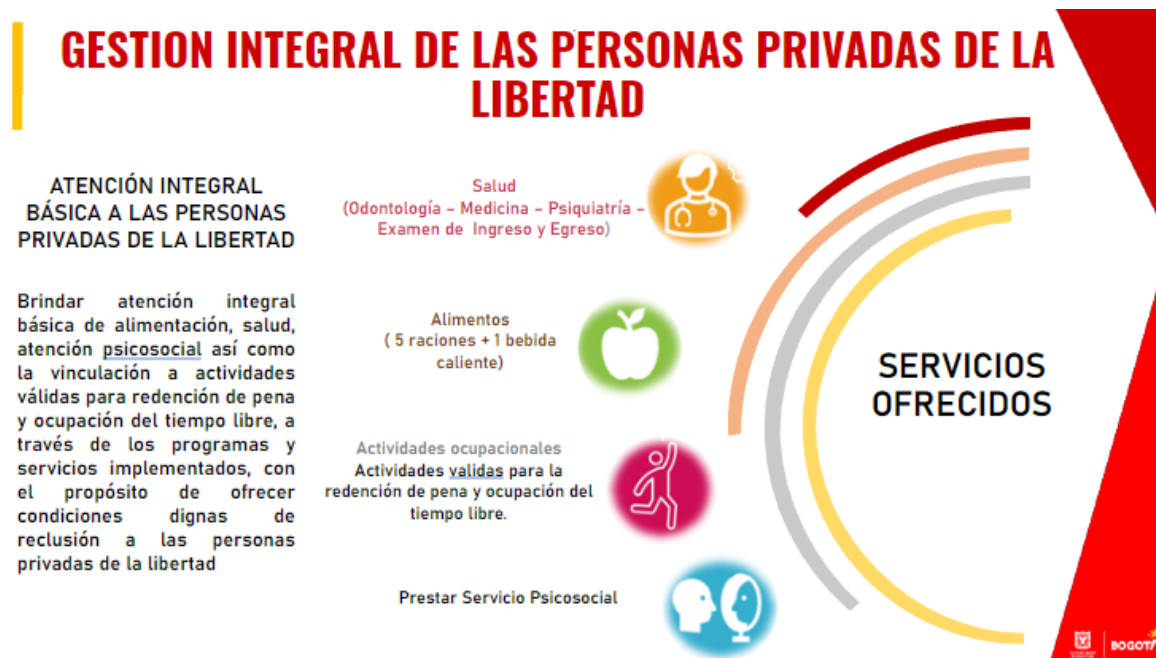 GESTION INTEGRAL DE LAS PERSONAS PRIVADAS DE LA
LIBERTAD
ATENCIÓN INTEGRAL
BÁSICA A LAS PERSONAS
PRIVADAS DE LA LIBERTAD
Brindar atención integral
básica de alimentación, salud,
atención psicosocial así como
la vinculación a actividades
válidas para redención de pena
y ocupación del tiempo libre, a
través de los programas y
servicios implementados, con
el propósito de ofrecer
condiciones dignas de
reclusión a las personas
privadas de la libertad
Salud
(Odontología – Medicina – Psiquiatría –
Examen de Ingreso y Egreso)
Alimentos
( 5 raciones + 1 bebida
caliente)
Actividades ocupacionales
Actividades validas para la
redención de pena y ocupación del
tiempo libre.
Prestar Servicio Psicosocial
SERVICIOS
OFRECIDOS
BOGOTÁ